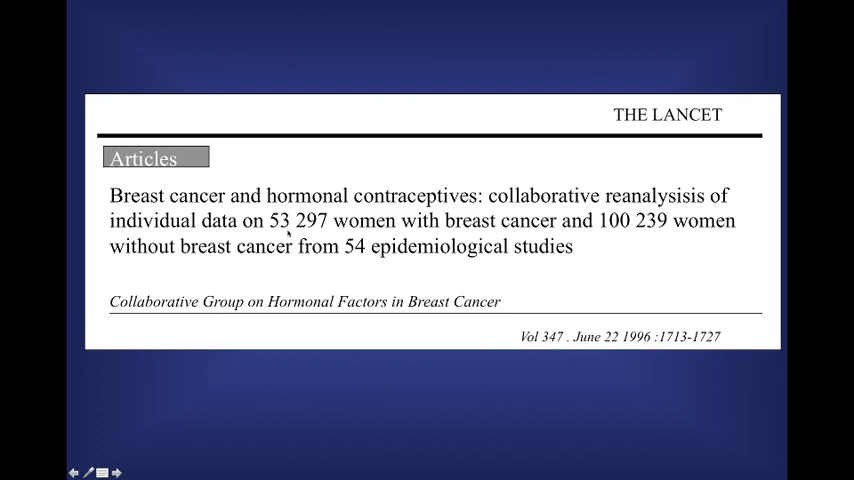 THE LANCET
Articles
Breast cancer and hormonal contraceptives: collaborative reanalysisis of
individual data on 53 297 women with breast cancer and 100 239 women
without breast cancer from 54 epidemiological studies
Collaborative Group on Hormonal Factors in Breast Cancer
Vol 347 . June 22 1996 :1713-1727